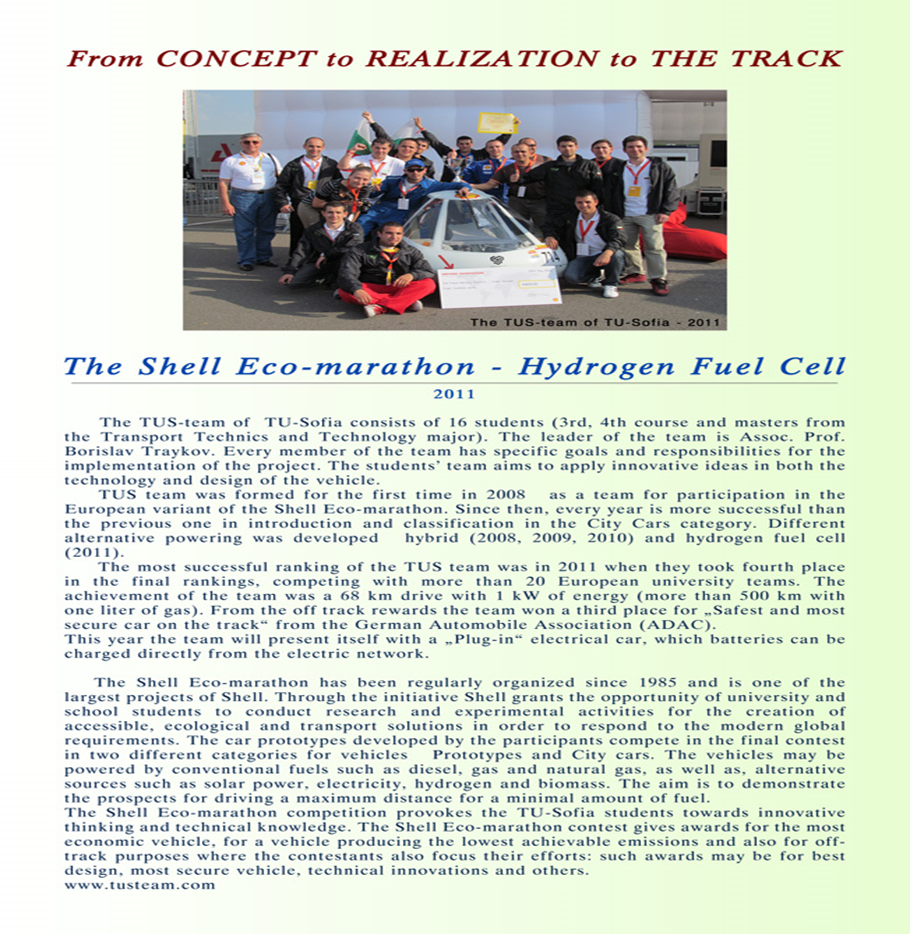 From CONCEPT to REALIZATION to THE TRACK
714
The TUS-team of TU-Sofia - 2011
The Shell Eco-marathon - Hydrogen Fuel Cell
2011
The TUS-team of TU-Sofia consists of 16 students (3rd, 4th course and masters from
the Transport Technics and Technology major). The leader of the team is Assoc. Prof.
Borislav Traykov. Every member of the team has specific goals and responsibilities for the
implementation of the project. The students' team aims to apply innovative ideas in both the
technology and design of the vehicle.
TUS team was formed for the first time in 2008 as a team for participation in the
European variant of the Shell Eco-marathon. Since then, every year is more successful than
the previous one in introduction and classification in the City Cars category. Different
alternative powering was developed hybrid (2008, 2009, 2010) and hydrogen fuel cell
(2011).
The most successful ranking of the TUS team was in 2011 when they took fourth place
in the final rankings, competing with more than 20 European university teams. The
achievement of the team was a 68 km drive with 1 kW of energy (more than 500 km with
one liter of gas). From the off track rewards the team won a third place for „Safest and most
secure car on the track“ from the German Automobile Association (ADAC).
This year the team will present itself with a „Plug-in“ electrical car, which batteries can be
charged directly from the electric network.
The Shell Eco-marathon has been regularly organized since 1985 and is one of the
largest projects of Shell. Through the initiative Shell grants the opportunity of university and
school students to conduct research and experimental activities for the creation of
accessible, ecological and transport solutions in order to respond to the modern global
requirements. The car prototypes developed by the participants compete in the final contest
in two different categories for vehicles Prototypes and City cars. The vehicles may be
powered by conventional fuels such as diesel, gas and natural gas, as well as, alternative
sources such as solar power, electricity, hydrogen and biomass. The aim is to demonstrate
the prospects for driving a maximum distance for a minimal amount of fuel.
The Shell Eco-marathon competition provokes the TU-Sofia students towards innovative
thinking and technical knowledge. The Shell Eco-marathon contest gives awards for the most
economic vehicle, for a vehicle producing the lowest achievable emissions and also for off-
track purposes where the contestants also focus their efforts: such awards may be for best
design, most secure vehicle, technical innovations and others.
www.tusteam.com